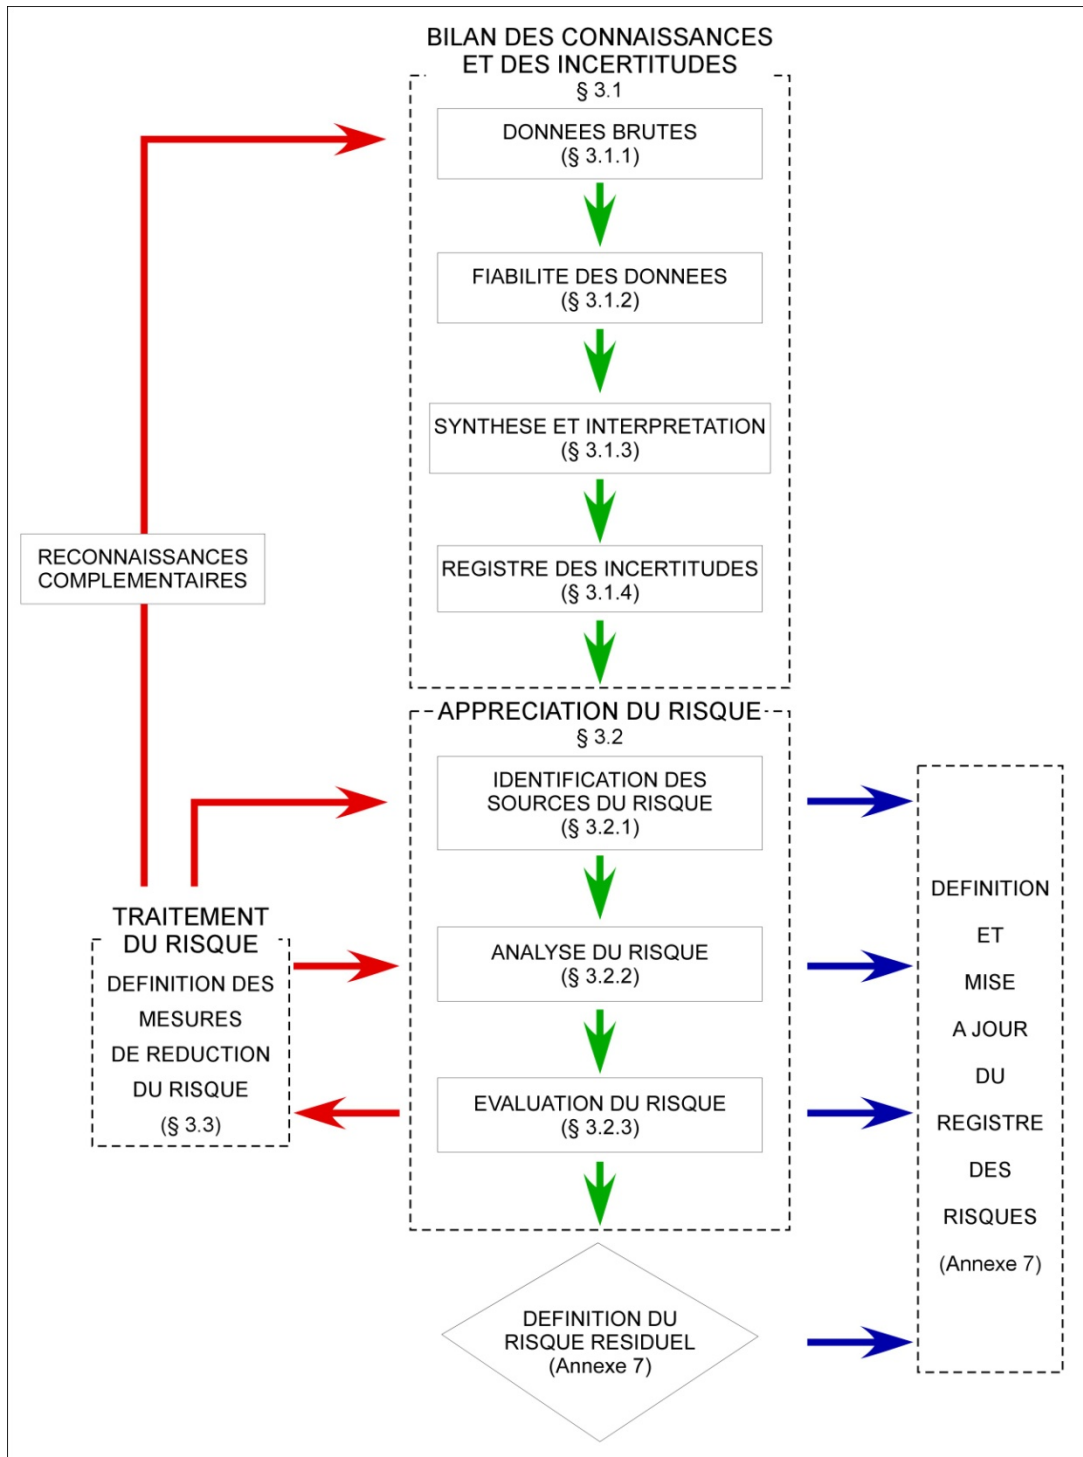 BILAN DES CONNAISSANCES
ET DES INCERTITUDES
§ 3.1
DONNEES BRUTES
(§ 3.1.1)
FIABILITE DES DONNEES
(§ 3.1.2)
SYNTHESE ET INTERPRETATION
(§ 3.1.3)
REGISTRE DES INCERTITUDES
(§ 3.1.4)
RECONNAISSANCES
COMPLEMENTAIRES
APPRECIATION DU RISQUE
§ 3.2
IDENTIFICATION DES
SOURCES DU RISQUE
(§ 3.2.1)
ANALYSE DU RISQUE
(§ 3.2.2)
EVALUATION DU RISQUE
(§ 3.2.3)
TRAITEMENT
DU RISQUE
DEFINITION DES
MESURES
DE REDUCTION
DU RISQUE
(§ 3.3)
DEFINITION
ET
MISE
A JOUR
DU
REGISTRE
DES
RISQUES
(Annexe 7)
DEFINITION DU
RISQUE RESIDUEL
(Annexe 7)